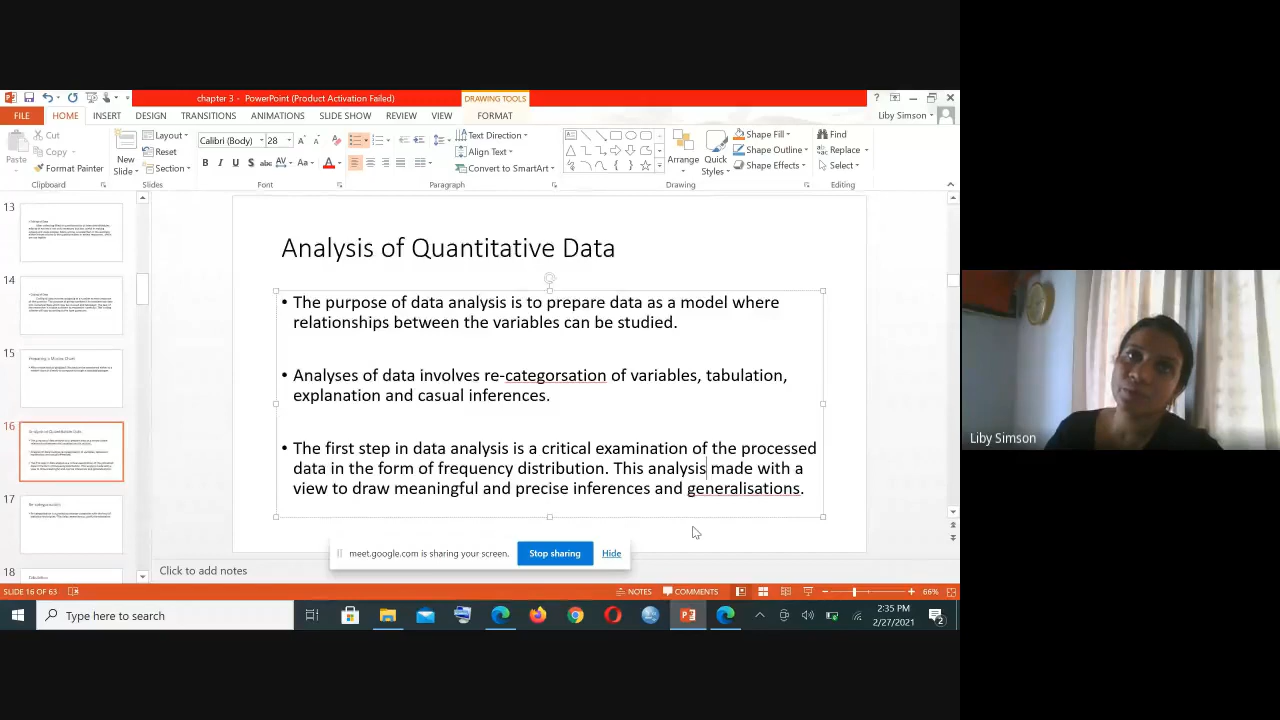 chapter 3 - PowerPoint (Product Activation Failed)
DRAWING TOOLS
FILE HOME INSERT DESIGN TRANSITIONS ANIMATIONS SLIDE SHOW REVIEW VIEW FORMAT
Liby Simson
Cut
Copy
Format Painter
Paste
Clipboard
New
Slide
Layout
Reset
Section
Slides
Calibri (Body) 28
Font
Text Direction
Align Text
Convert to SmartArt
Paragraph
Arrange
Quick
Styles
Shape Fill
Shape Outline
Shape Effects
Drawing
Find
Replace
Select
Editing
13
14
15
16
17
18
Analysis of Quantitative Data
• The purpose of data analysis is to prepare data as a model where
relationships between the variables can be studied.
• Analyses of data involves re-categorsation of variables, tabulation,
explanation and casual inferences.
• The first step in data analysis is a critical examination of the processed
data in the form of frequency distribution. This analysis made with a
view to draw meaningful and precise inferences and generalisations.
meet.google.com is sharing your screen.
Stop sharing
Hide
Click to add notes
SLIDE 16 OF 63
NOTES
COMMENTS
66%
Type here to search
2:35 PM
2/27/2021
2
Liby Simson